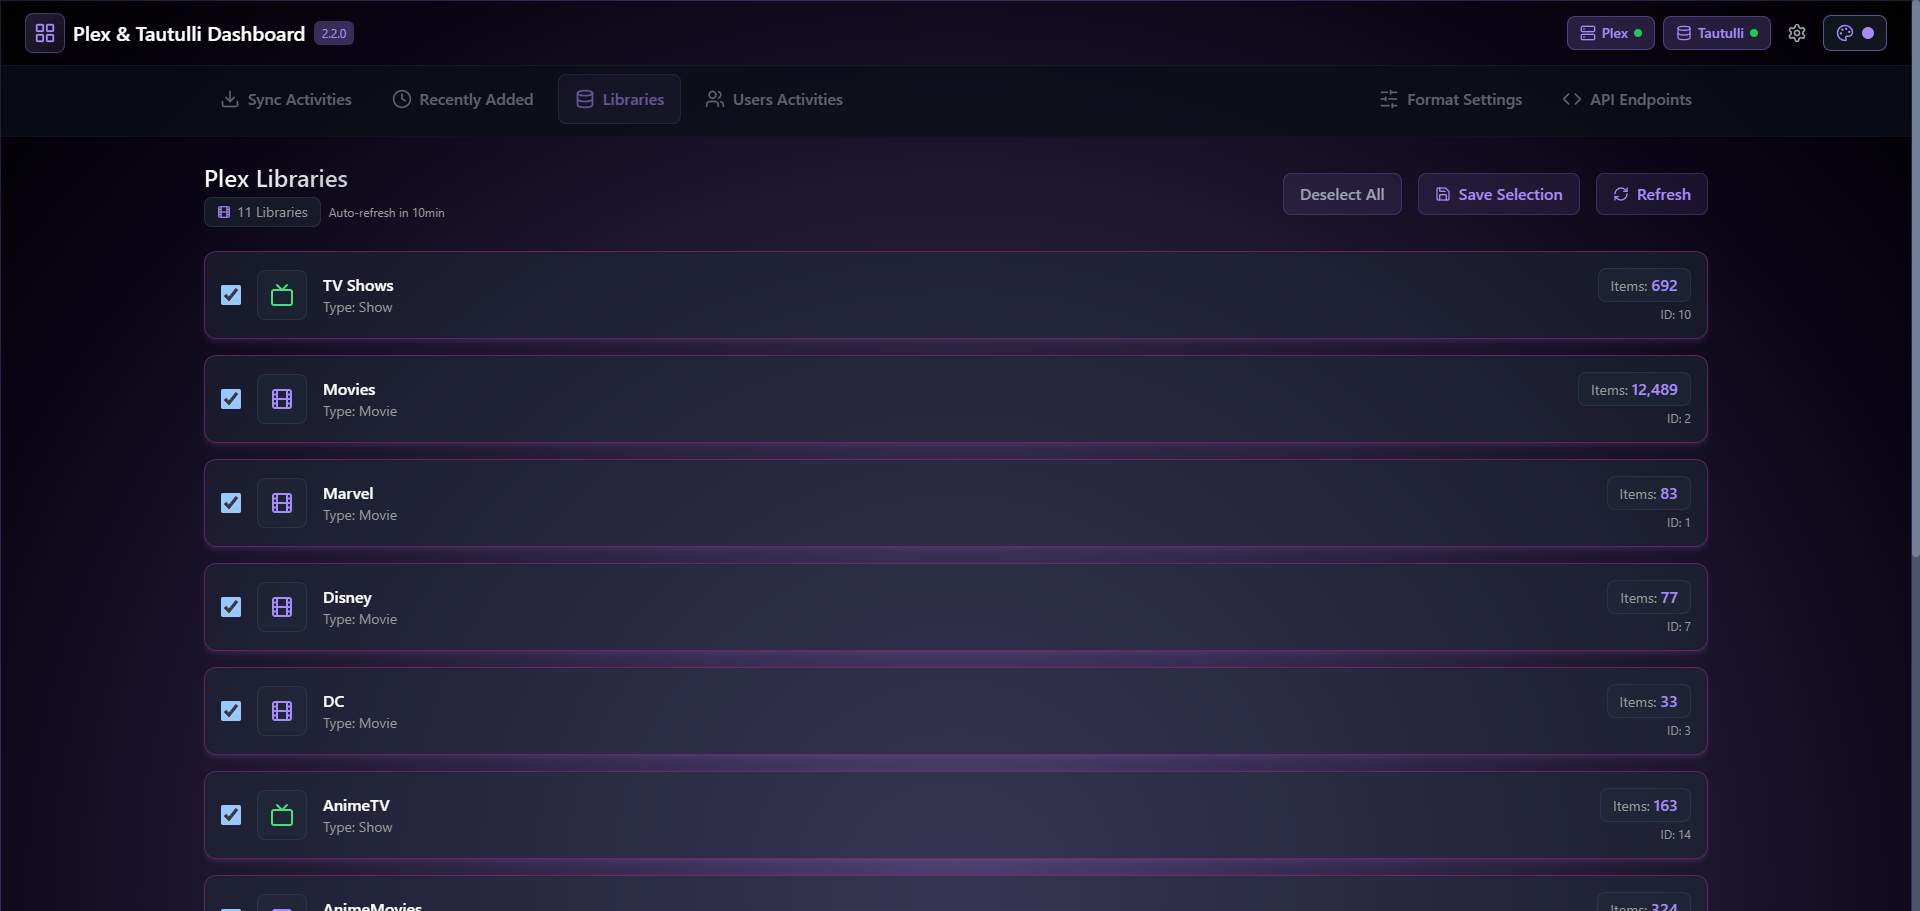 Plex & Tautulli Dashboard 2.2.0
Plex
Tautulli
Sync Activities
Recently Added
Libraries
Users Activities
Format Settings
API Endpoints
Plex Libraries
11 Libraries
Auto-refresh in 10min
Deselect All
Save Selection
Refresh
TV Shows
Type: Show
Items: 692
ID: 10
Movies
Type: Movie
Items: 12,489
ID: 2
Marvel
Type: Movie
Items: 83
ID: 1
Disney
Type: Movie
Items: 77
ID: 7
DC
Type: Movie
Items: 33
ID: 3
AnimeTV
Type: Show
Items: 163
ID: 14
AnimeMovies
Items: 324